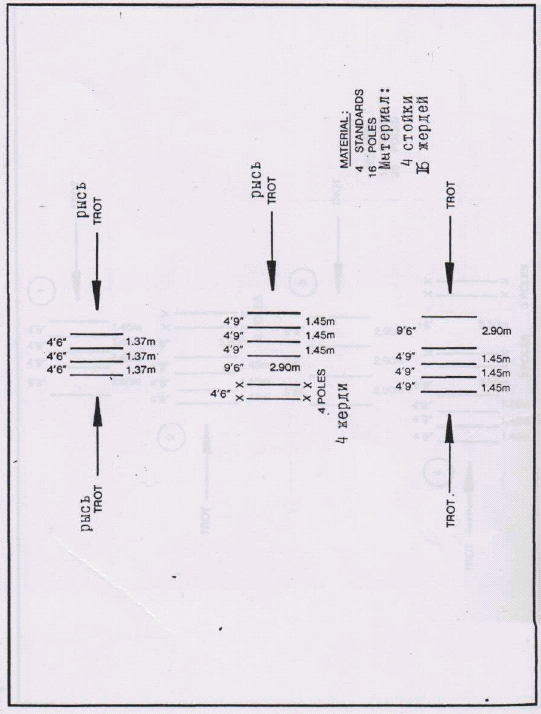 MATERIAL:
4 STANDARDS
16 POLES
Материал:
4 стойки
16 жердей
рысь
TROT
4'6" 1.37m
4'6" 1.37m
4'6" 1.37m
рысь
TROT
рысь
TROT
4'9" 1.45m
4'9" 1.45m
4'9" 1.45m
9'6" 2.90m
X X
4'6"
X X
4 POLES
4 жерди
TROT
9'6" 2.90m
4'9" 1.45m
4'9" 1.45m
4'9" 1.45m
TROT